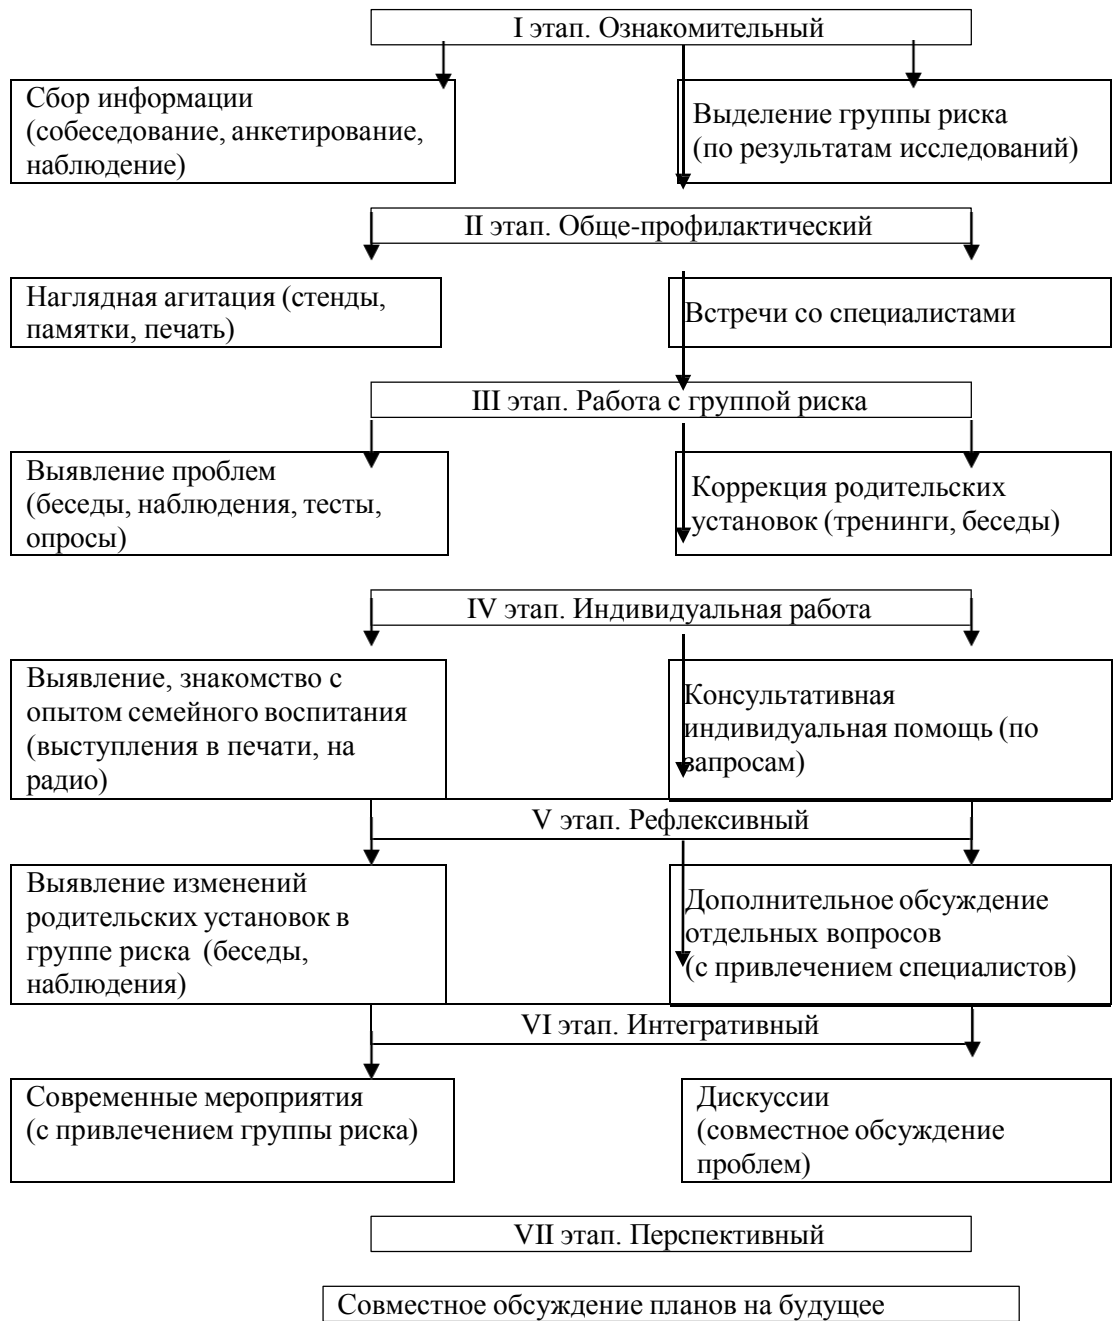 I этап. Ознакомительный
Сбор информации
(собеседование, анкетирование,
наблюдение)
Выделение группы риска
(по результатам исследований)
II этап. Обще-профилактический
Наглядная агитация (стенды,
памятки, печать)
Встречи со специалистами
III этап. Работа с группой риска
Выявление проблем
(беседы, наблюдения, тесты,
опросы)
Коррекция родительских
установок (тренинги, беседы)
IV этап. Индивидуальная работа
Выявление, знакомство с
опытом семейного воспитания
(выступления в печати, на
радио)
Консультативная
индивидуальная помощь (по
запросам)
V этап. Рефлексивный
Выявление изменений
родительских установок в
группе риска (беседы,
наблюдения)
Дополнительное обсуждение
отдельных вопросов
(с привлечением специалистов)
VI этап. Интегративный
Современные мероприятия
(с привлечением группы риска)
Дискуссии
(совместное обсуждение
проблем)
VII этап. Перспективный
Совместное обсуждение планов на будущее